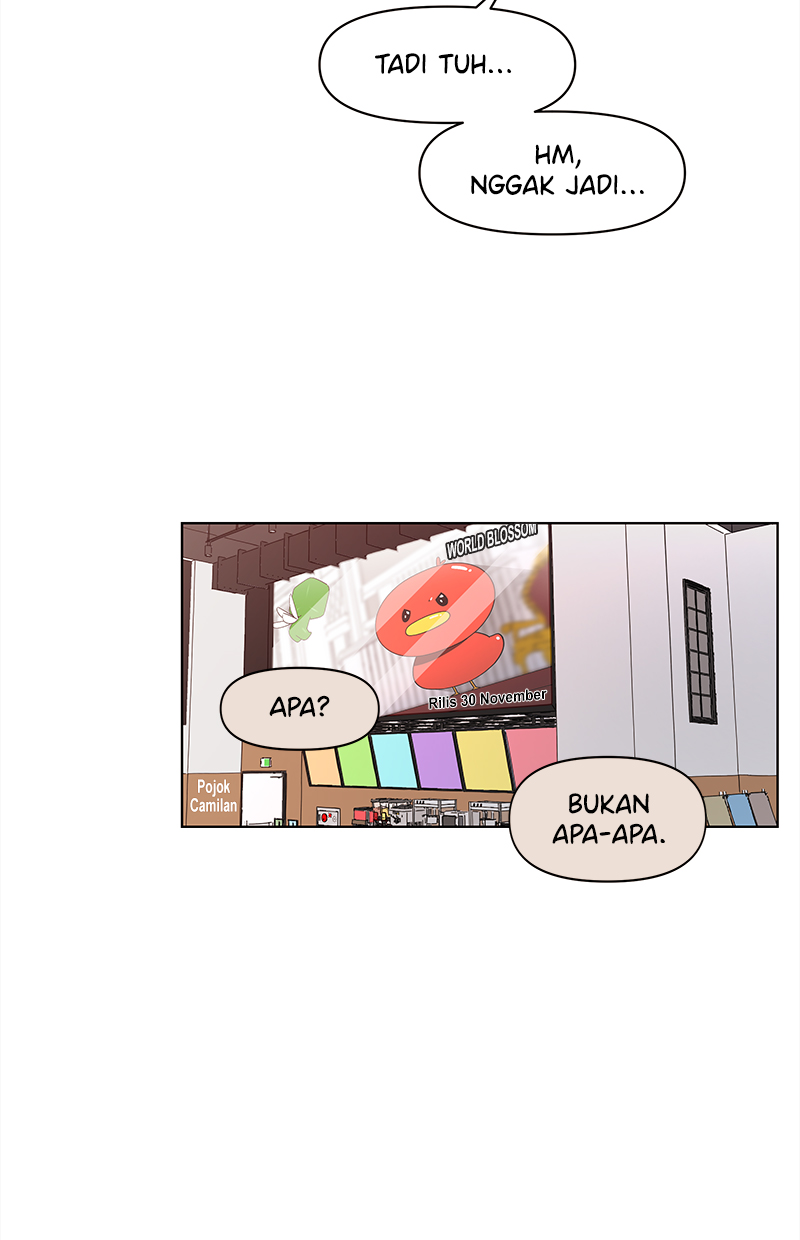 TADI TUH...
HM,
NGGAK JADI...
WORLD BLOSSOM
Rilis 30 November
APA?
Pojok
Camilan
BUKAN
APA-APA.